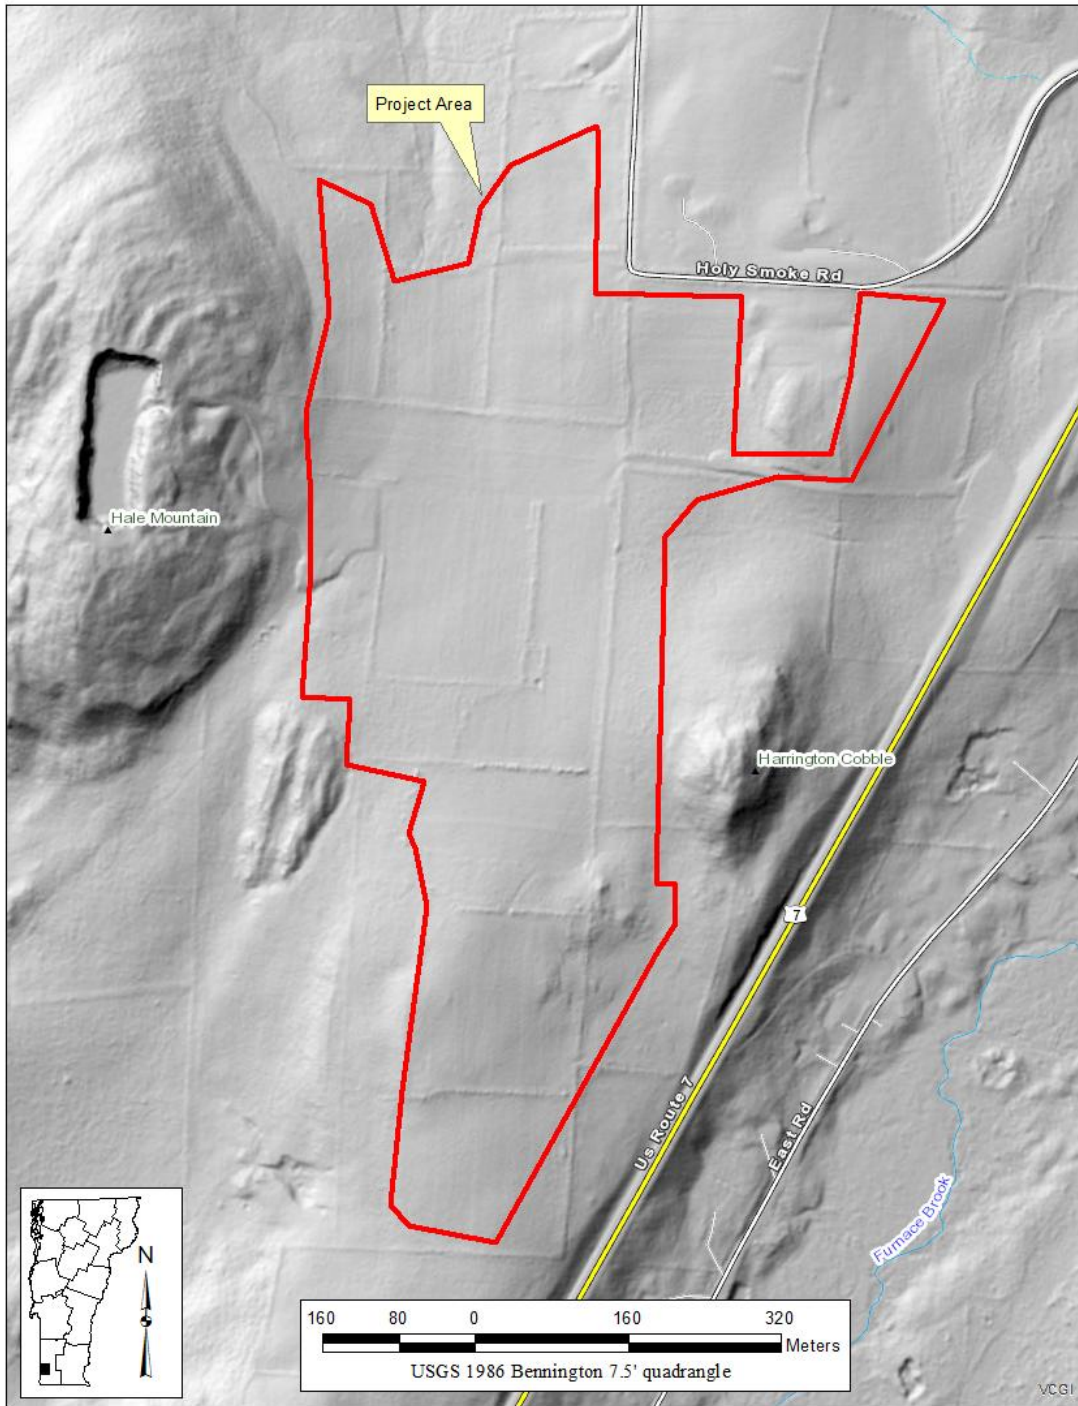 Project Area
Holy Smoke Rd
Hale Mountain
Harrington Cobble
7
Us Route 7
East Rd
Furnace Brook
N
160 80 0 160 320
Meters
USGS 1986 Bennington 7.5' quadrangle
VCGI